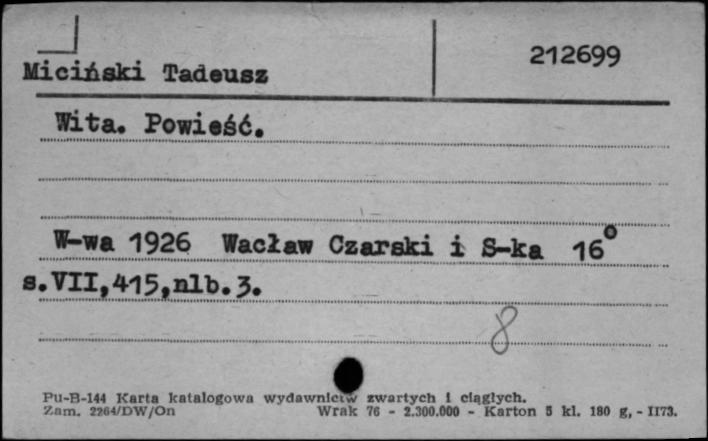 212699
Miciński Tadeusz
Wita. Powieść.
W-wa 1926 Wacław Czarski i S-ka 16°
s.VII,415,nlb.3.
8
Pu-B-144 Karta katalogowa wydawnictw zwartych i ciągłych.
Zam. 2264/DW/On Wrak 76 - 2.300.000 - Karton 5 kl. 180 g, - II73.